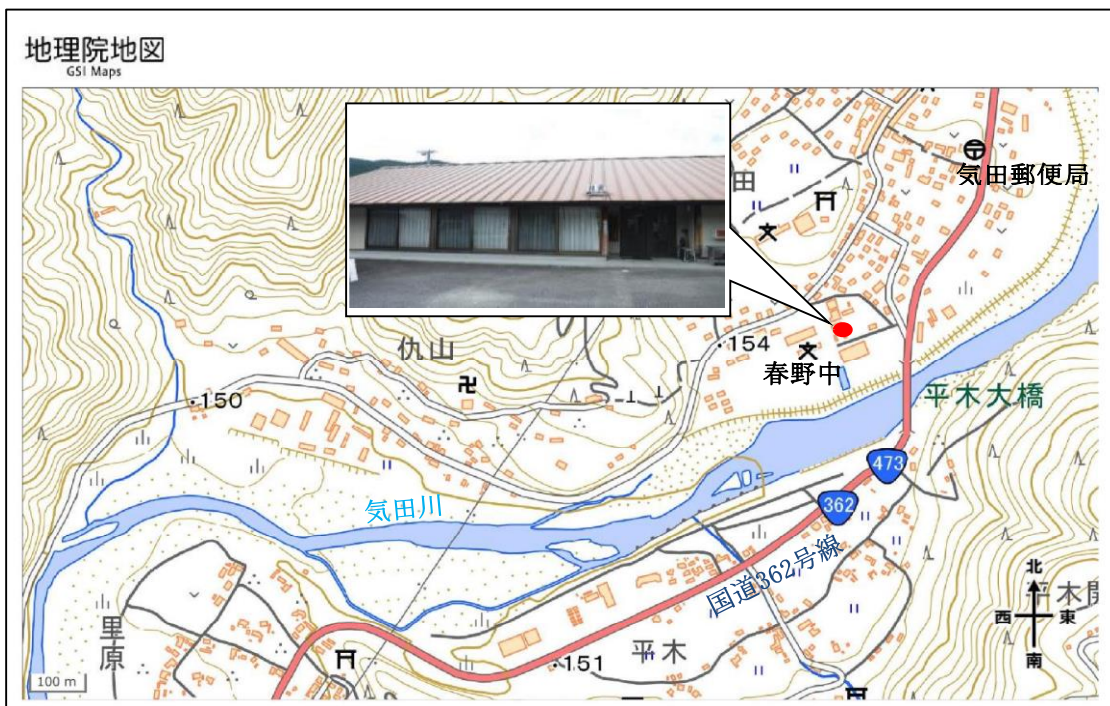 地理院地図
GSI Maps
気田郵便局
田
154
仇山
春野中
150
平木大橋
473
362
気田川
国道362号線
北
西 東
南
平木
里原
151
平木
100 m